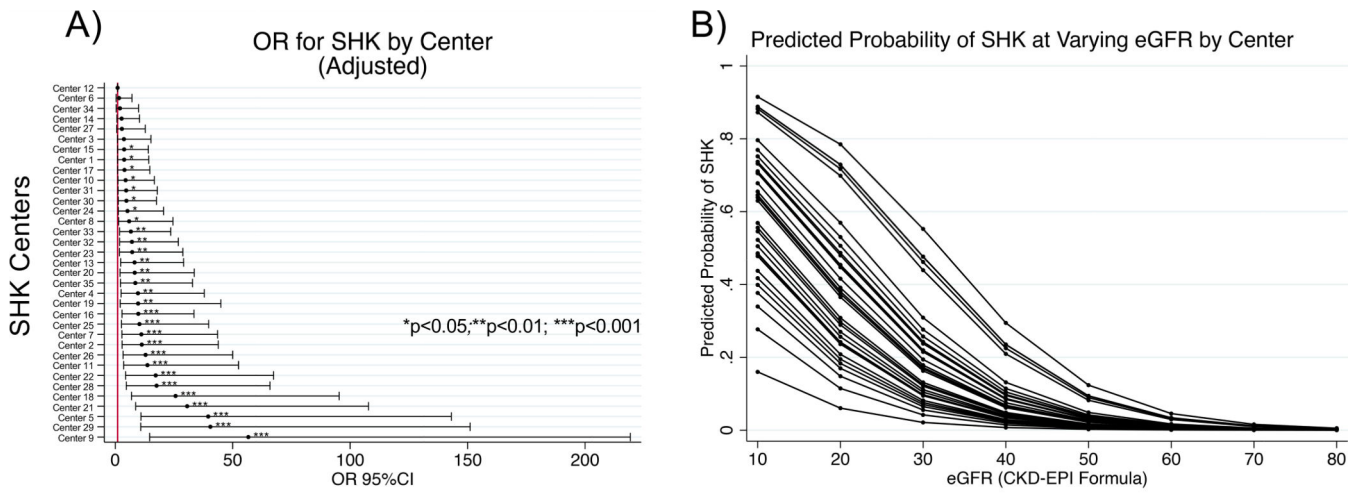 A)
OR for SHK by Center
(Adjusted)
SHK Centers
Center 12
Center 6
Center 34
Center 14
Center 27
Center 3
Center 15 *
Center 1 *
Center 17 *
Center 10 *
Center 31 *
Center 30 *
Center 24 *
Center 8 *
Center 33 **
Center 32 **
Center 23 **
Center 13 **
Center 20 **
Center 35 **
Center 4 **
Center 19 **
Center 16 ***
Center 25 ***
Center 7 ***
Center 2 ***
Center 26 ***
Center 11 ***
Center 22 ***
Center 28 ***
Center 18 ***
Center 21 ***
Center 5 ***
Center 29 ***
Center 9 ***
*p<0.05;**p<0.01; ***p<0.001
0 50 100 150 200
OR 95%CI
B)
Predicted Probability of SHK at Varying eGFR by Center
Predicted Probability of SHK
1
.8
.6
.4
.2
0
10 20 30 40 50 60 70 80
eGFR (CKD-EPI Formula)